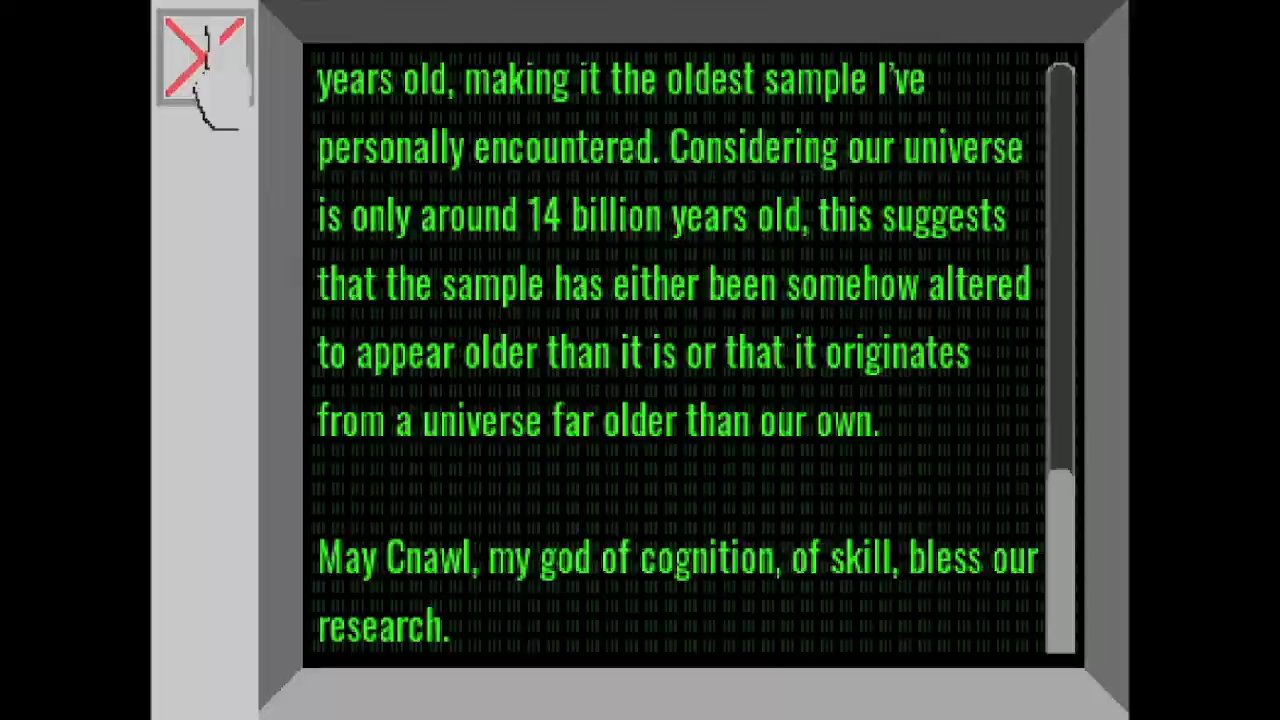 years old, making it the oldest sample I've
personally encountered. Considering our universe
is only around 14 billion years old, this suggests
that the sample has either been somehow altered
to appear older than it is or that it originates
from a universe far older than our own.
May Cnawl, my god of cognition, of skill, bless our
research.